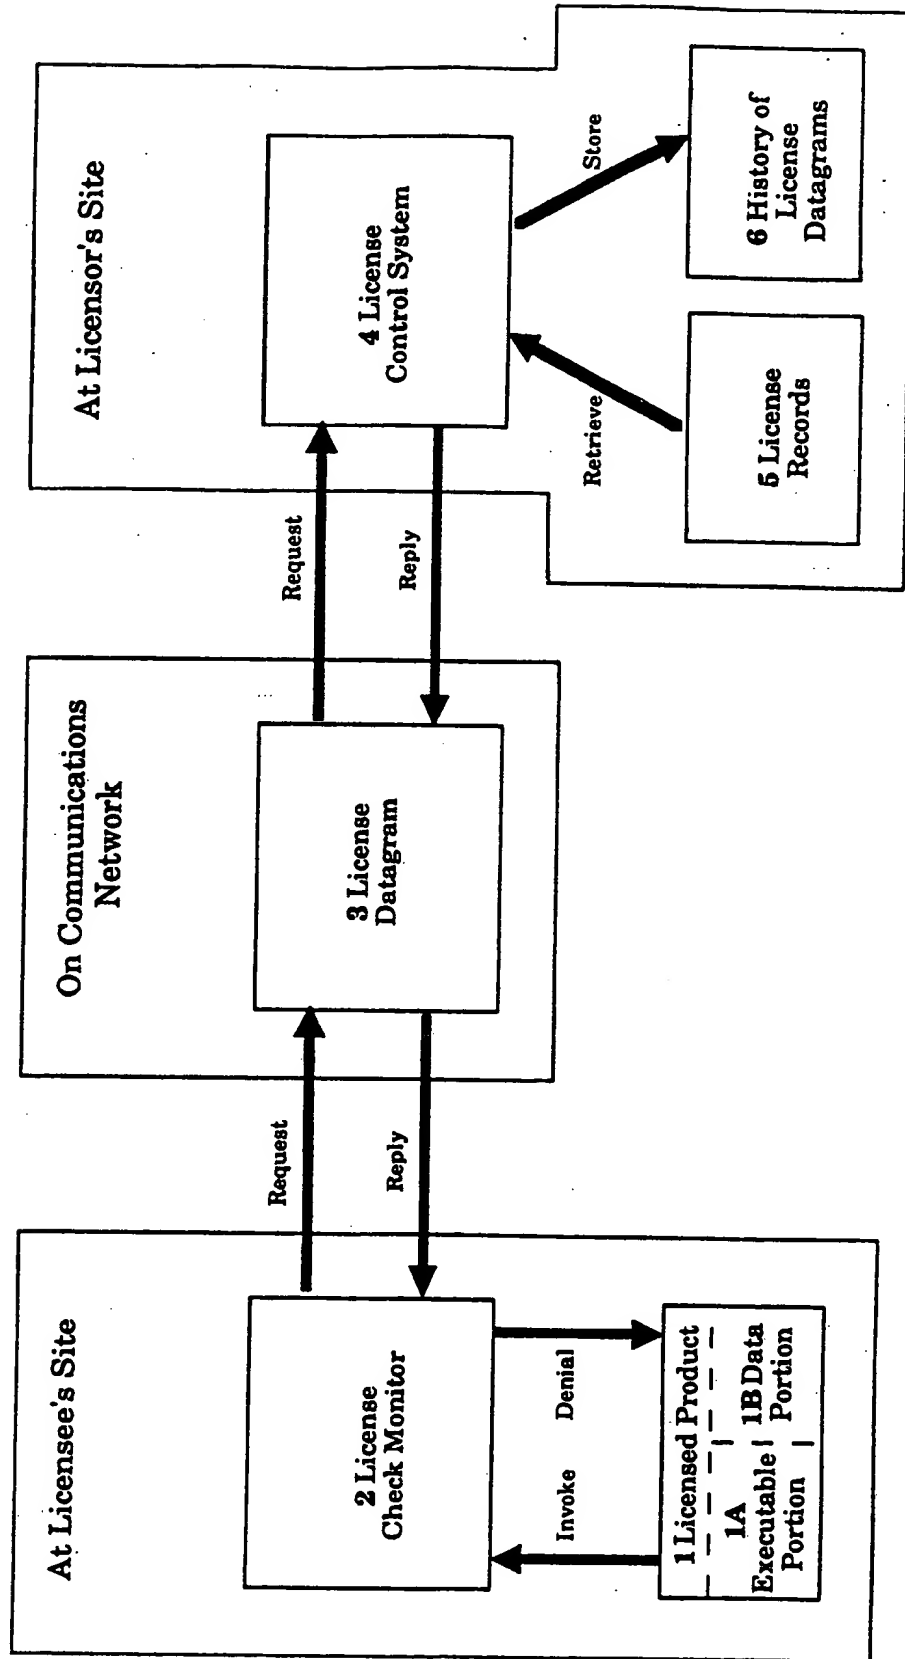 At Licensee's Site
2 License
Check Monitor
Invoke
Denial
1 Licensed Product
1A
Executable
Portion
1B Data
Portion
Request
Reply
On Communications
Network
3 License
Datagram
Request
Reply
At Licensor's Site
4 License
Control System
Retrieve
Store
5 License
Records
6 History of
License
Datagrams